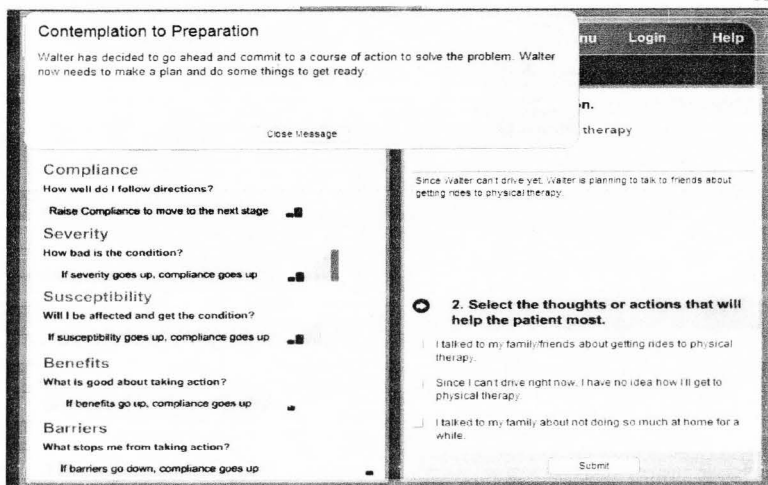 Contemplation to Preparation
Walter has decided to go ahead and commit to a course of action to solve the problem. Walter
now needs to make a plan and do some things to get ready
Close Message
nu Login Help
n.
therapy
Compliance
How well do I follow directions?
Raise Compliance to move to the next stage
Severity
How bad is the condition?
If severity goes up, compliance goes up
Susceptibility
Will I be affected and get the condition?
If susceptibility goes up, compliance goes up
Benefits
What is good about taking action?
If benefits go up, compliance goes up
Barriers
What stops me from taking action?
If barriers go down, compliance goes up
Since Walter can't drive yet, Walter is planning to talk to friends about
getting rides to physical therapy.
2. Select the thoughts or actions that will
help the patient most.
I talked to my family/friends about getting rides to physical
therapy.
Since I can't drive right now, I have no idea how I'll get to
physical therapy.
I talked to my family about not doing so much at home for a
while.
Submit